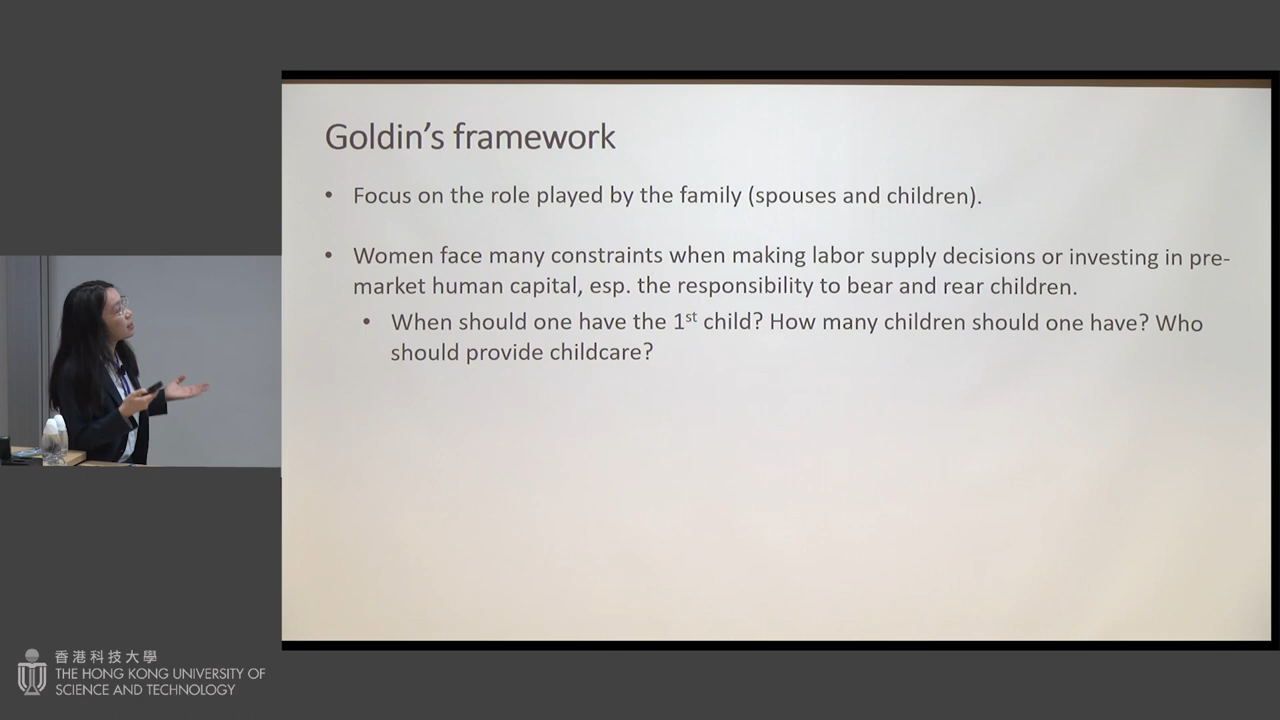 Goldin's framework
• Focus on the role played by the family (spouses and children).
• Women face many constraints when making labor supply decisions or investing in pre-
market human capital, esp. the responsibility to bear and rear children.
• When should one have the 1st child? How many children should one have? Who
should provide childcare?
香港科技大學
THE HONG KONG UNIVERSITY OF
SCIENCE AND TECHNOLOGY